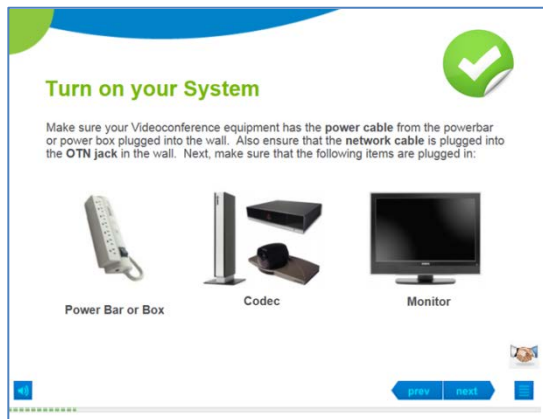 Turn on your System
Make sure your Videoconference equipment has the power cable from the powerbar
or power box plugged into the wall.  Also ensure that the network cable is plugged into
the OTN jack in the wall.  Next, make sure that the following items are plugged in:
Power Bar or Box
Codec
Monitor
prev next